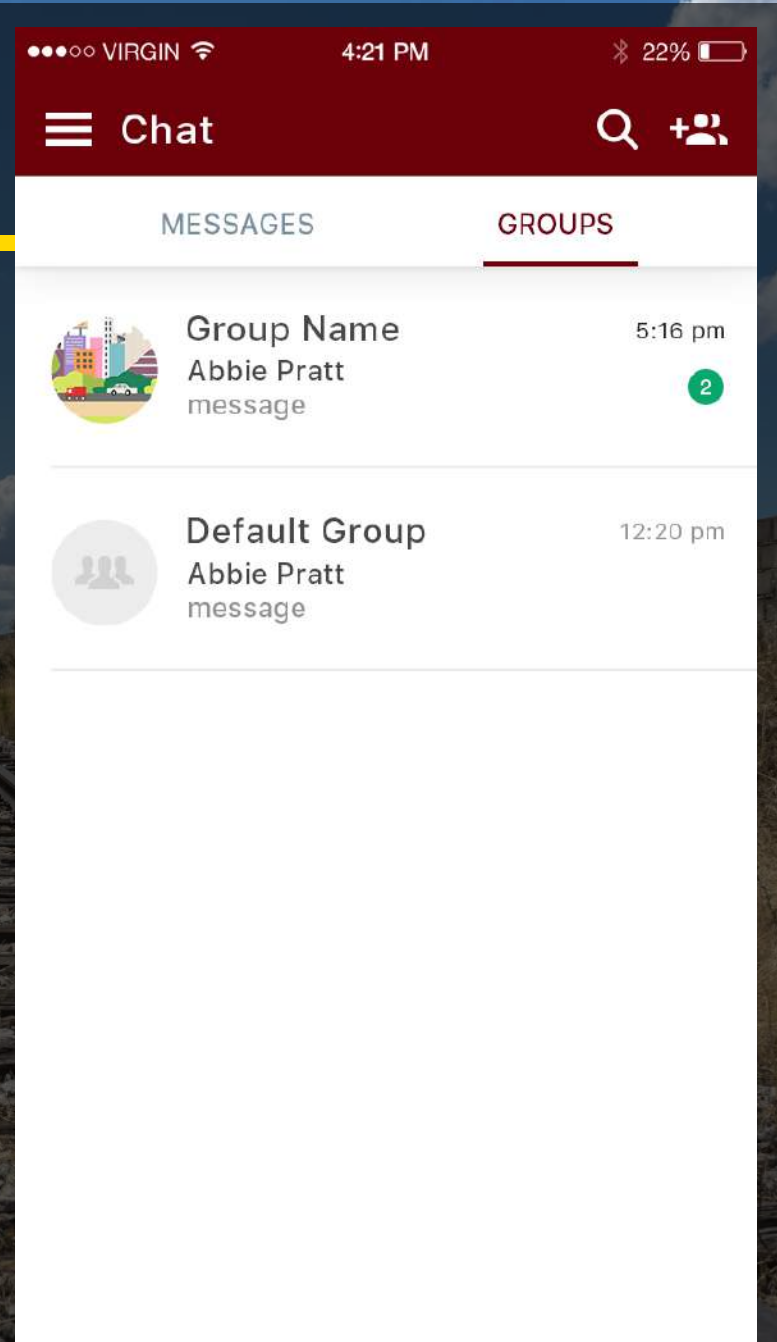 VIRGIN 4:21 PM 22%
Chat
MESSAGES GROUPS
Group Name 5:16 pm
Abbie Pratt 2
message
Default Group 12:20 pm
Abbie Pratt
message